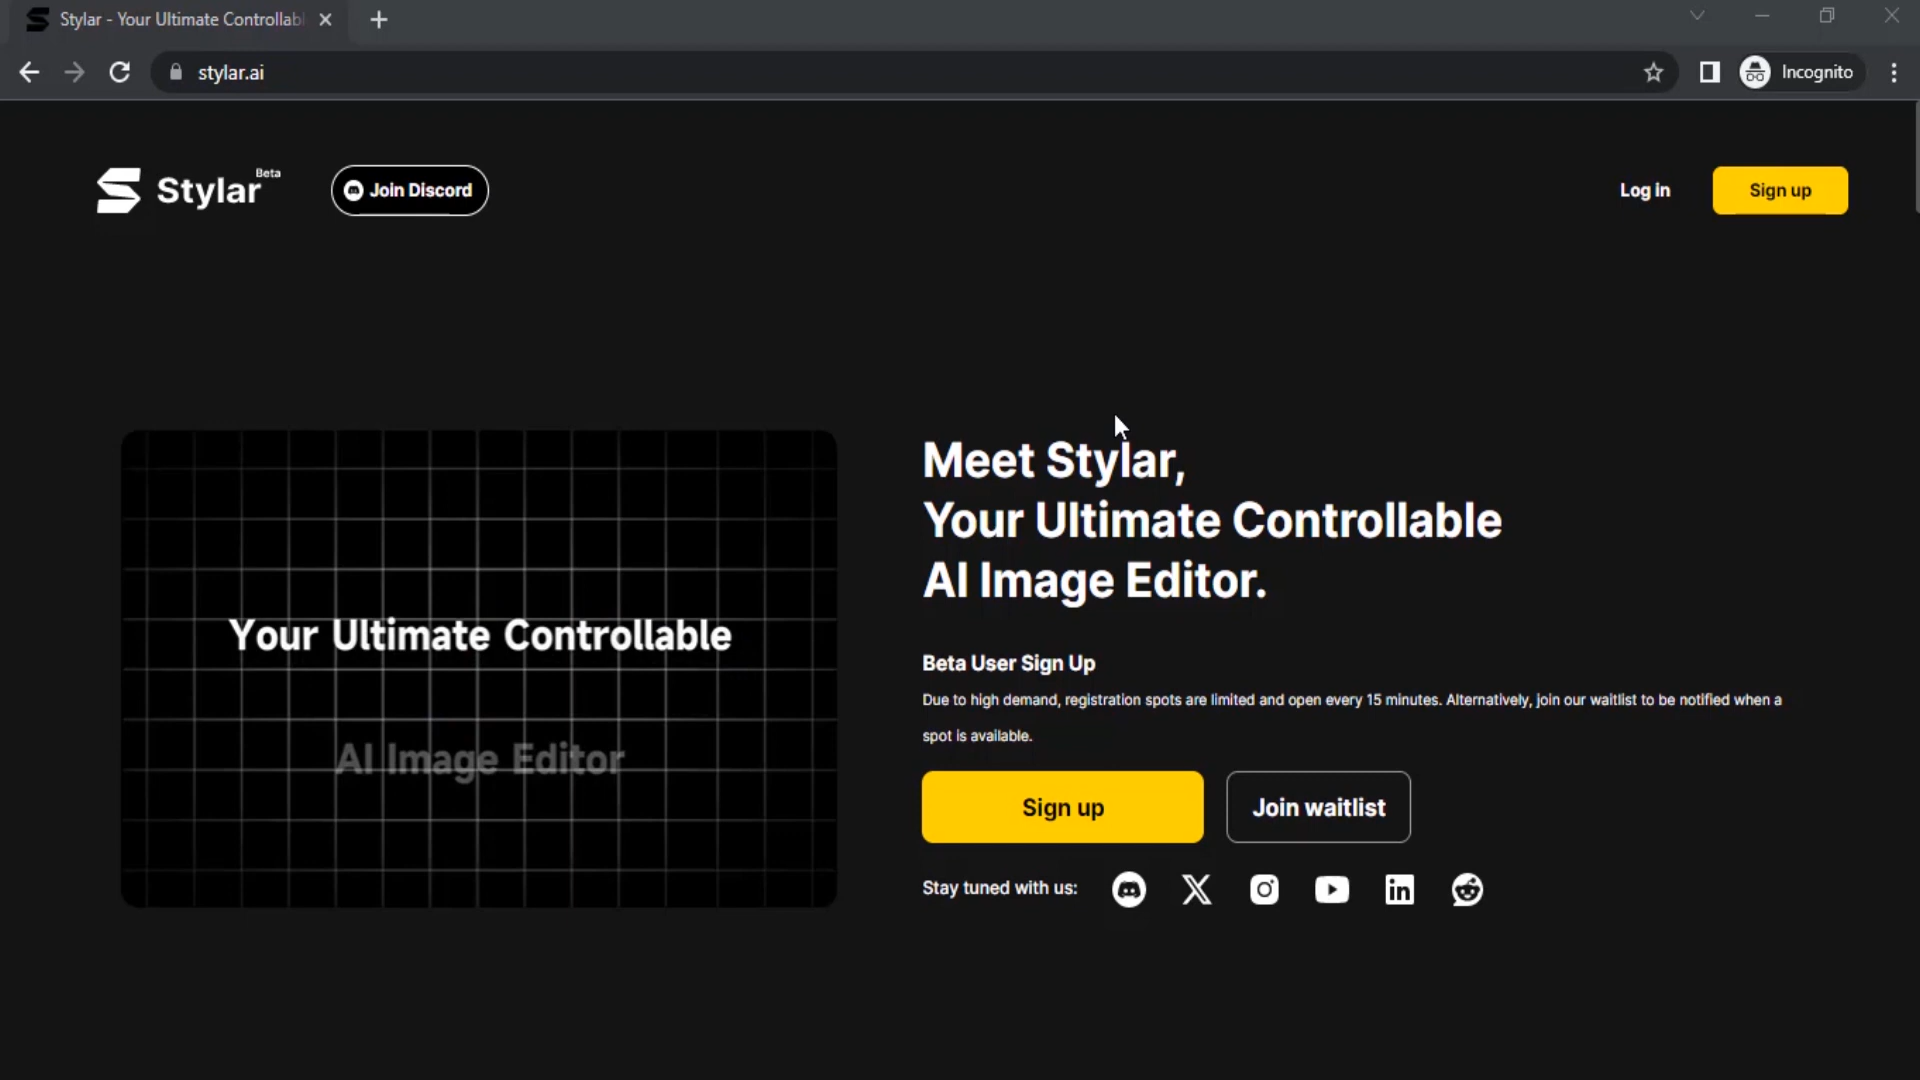 Stylar - Your Ultimate Controllabl
stylar.ai
Incognito
Stylar Beta
Join Discord
Log in
Sign up
Your Ultimate Controllable
AI Image Editor
Meet Stylar,
Your Ultimate Controllable
AI Image Editor.
Beta User Sign Up
Due to high demand, registration spots are limited and open every 15 minutes. Alternatively, join our waitlist to be notified when a
spot is available.
Sign up
Join waitlist
Stay tuned with us: